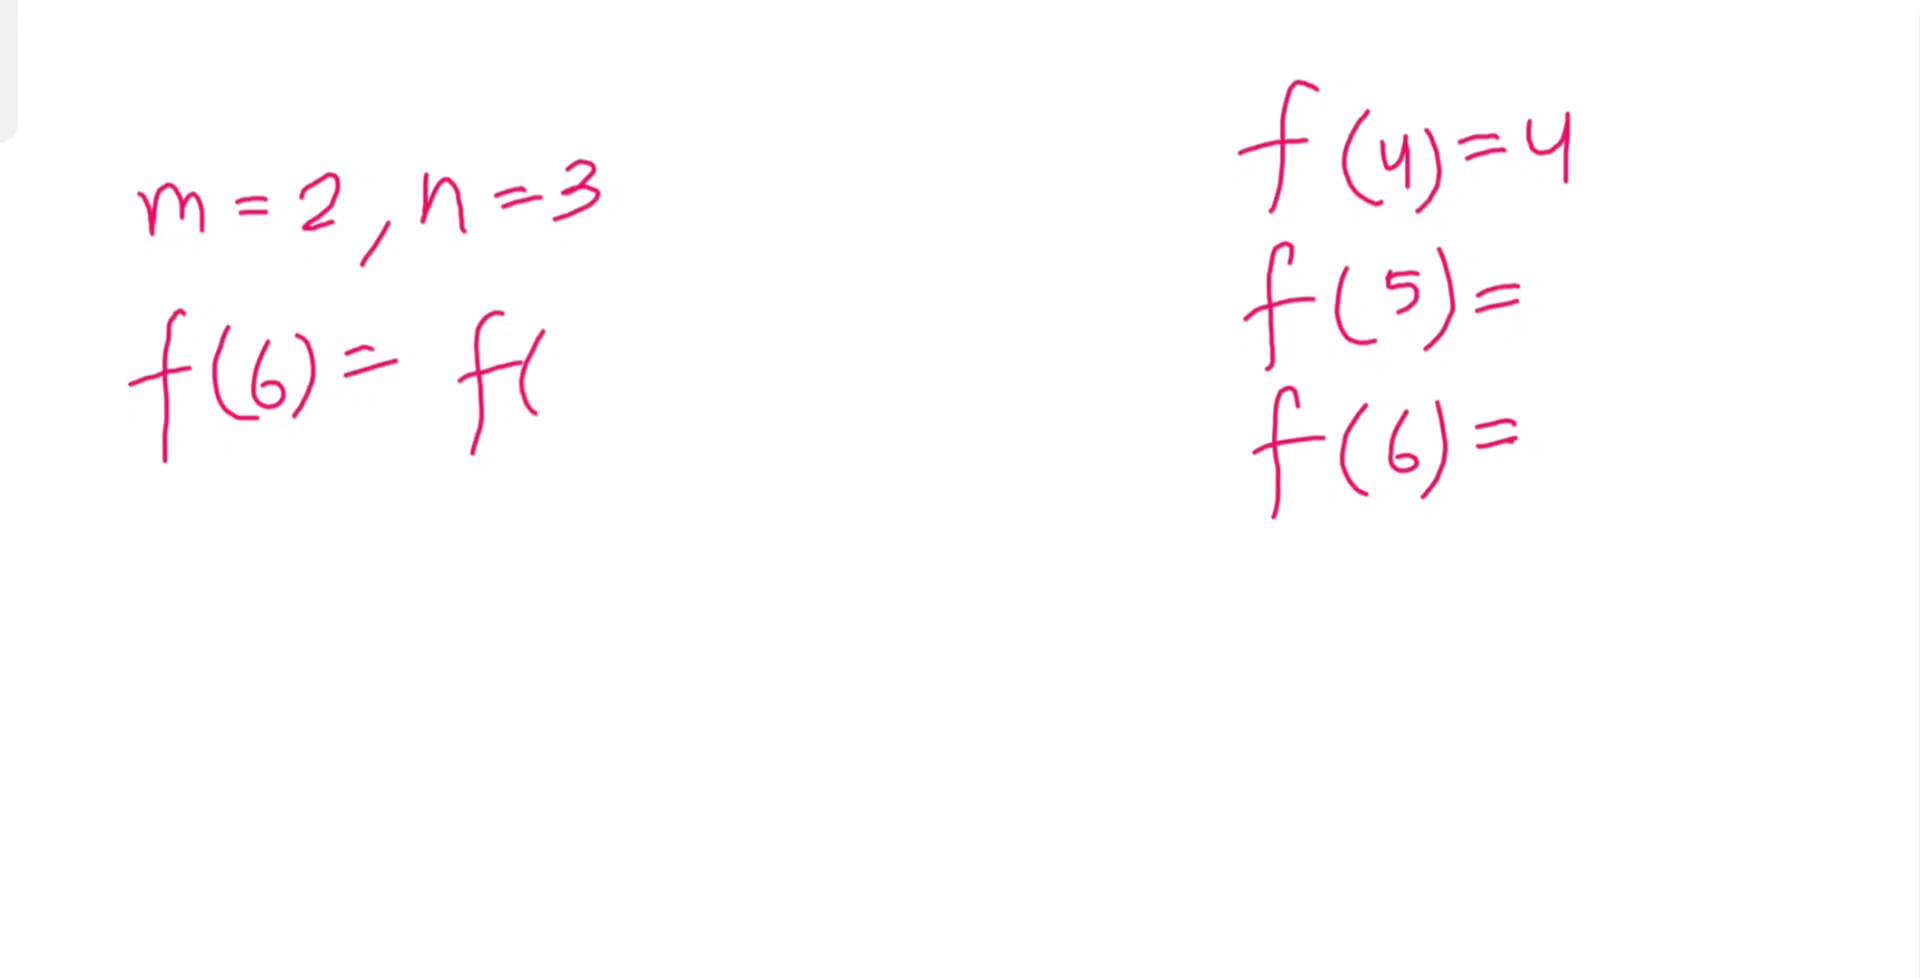 m = 2, n = 3
f(6) = f(
f(4) = 4
f(5) =
f(6) =